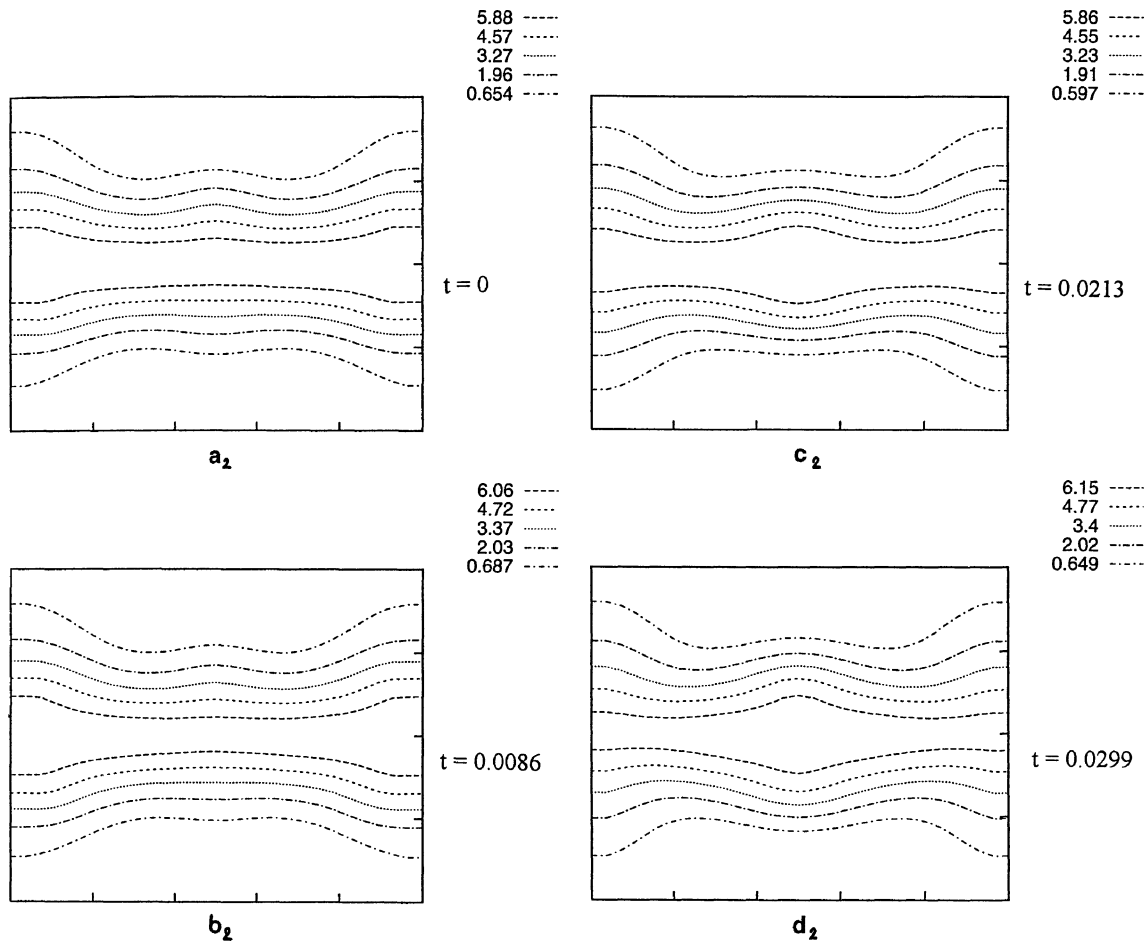 5.88
4.57
3.27
1.96
0.654
t = 0
a2
5.86
4.55
3.23
1.91
0.597
t = 0.0213
c2
6.06
4.72
3.37
2.03
0.687
t = 0.0086
b2
6.15
4.77
3.4
2.02
0.649
t = 0.0299
d2